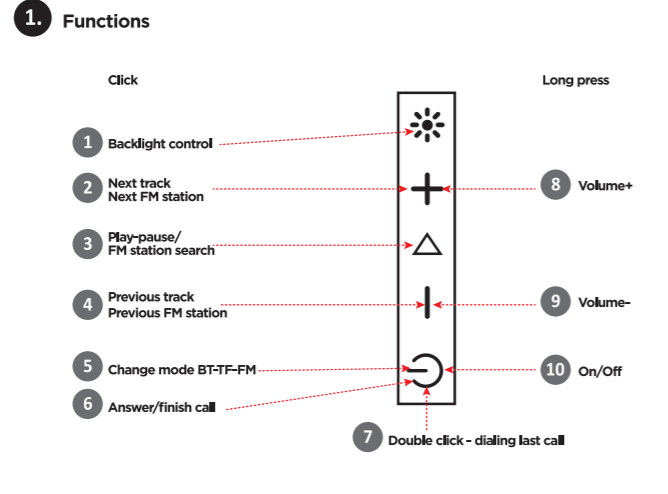 1. Functions
Click
Long press
1 Backlight control
2 Next track
Next FM station
8 Volume+
3 Play-pause/
FM station search
4 Previous track
Previous FM station
9 Volume-
5 Change mode BT-TF-FM
10 On/Off
6 Answer/finish call
7 Double click - dialing last call